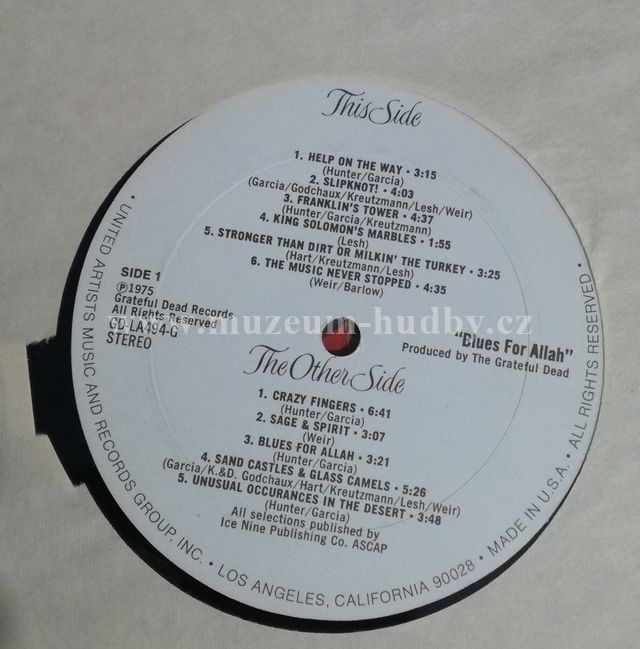 This Side
1. HELP ON THE WAY • 3:15
(Hunter/Garcia)
2. SLIPKNOT! • 4:03
(Garcia/Godchaux/Kreutzmann/Lesh/Weir)
3. FRANKLIN'S TOWER • 4:37
(Hunter/Garcia/Kreutzmann)
4. KING SOLOMON'S MARBLES • 1:55
(Lesh)
5. STRONGER THAN DIRT OR MILKIN' THE TURKEY • 3:25
(Hart/Kreutzmann/Lesh)
6. THE MUSIC NEVER STOPPED • 4:35
(Weir/Barlow)
SIDE 1
℗1975
Grateful Dead Records
All Rights Reserved
GD-LA494-G
STEREO
www.muzeum-hudby.cz
"Blues For Allah"
Produced by The Grateful Dead
The Other Side
1. CRAZY FINGERS • 6:41
(Hunter/Garcia)
2. SAGE & SPIRIT • 3:07
(Weir)
3. BLUES FOR ALLAH • 3:21
(Hunter/Garcia)
4. SAND CASTLES & GLASS CAMELS • 5:26
(Garcia/K.&D. Godchaux/Hart/Kreutzmann/Lesh/Weir)
5. UNUSUAL OCCURANCES IN THE DESERT • 3:48
(Hunter/Garcia)
All selections published by
Ice Nine Publishing Co. ASCAP
• UNITED ARTISTS MUSIC AND RECORDS GROUP, INC. • LOS ANGELES, CALIFORNIA 90028 • MADE IN U.S.A. • ALL RIGHTS RESERVED •